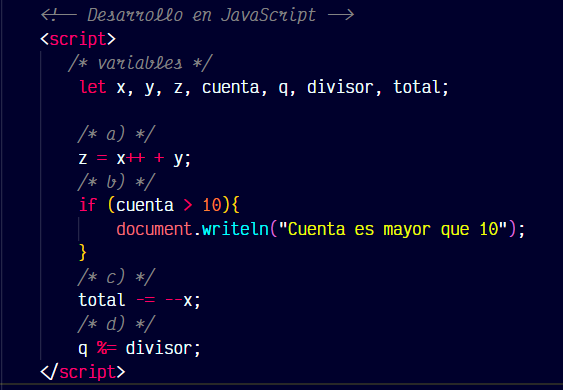 <!-- Desarrollo en JavaScript -->
<script>
/* variables */
let x, y, z, cuenta, q, divisor, total;
/* a) */
z = x++ + y;
/* b) */
if (cuenta > 10){
document.writeln("Cuenta es mayor que 10");
}
/* c) */
total -= --x;
/* d) */
q %= divisor;
</script>